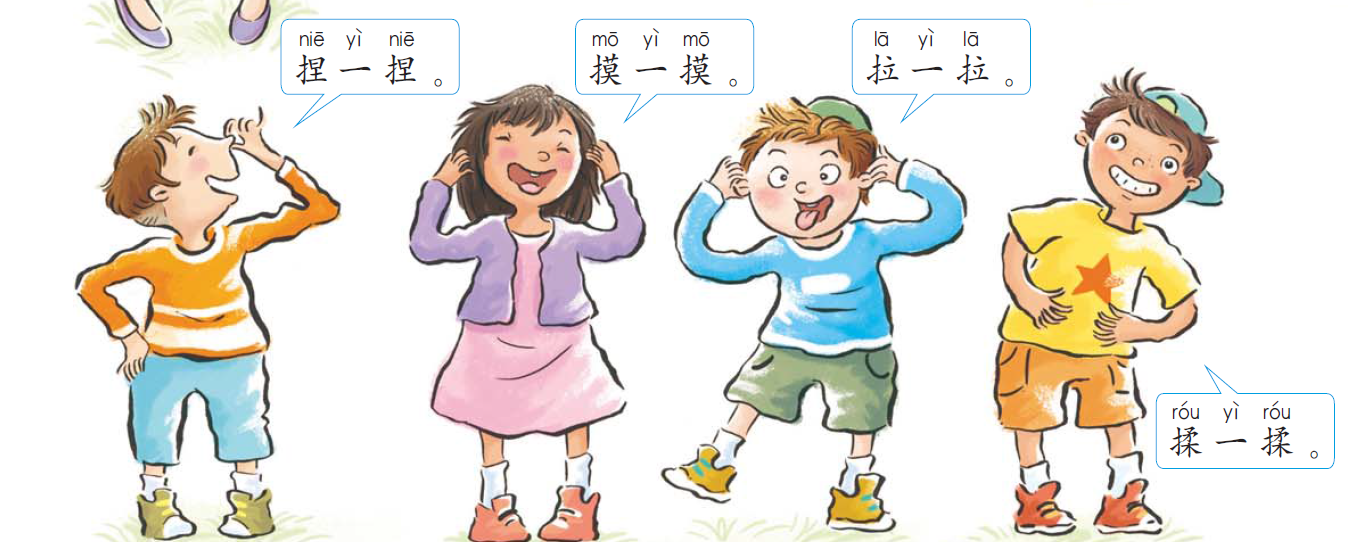 niē yì niē
捏一捏。
mō yì mō
摸一摸。
lā yì lā
拉一拉。
róu yì róu
揉一揉。